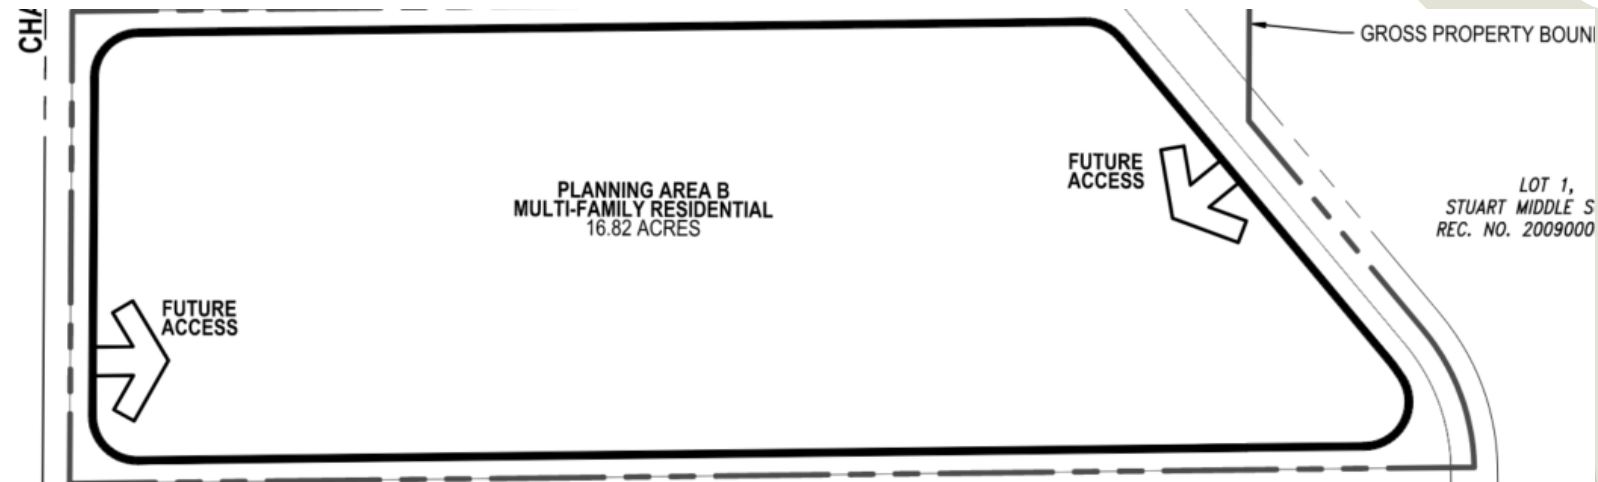 CHA
GROSS PROPERTY BOUN
FUTURE
ACCESS
PLANNING AREA B
MULTI-FAMILY RESIDENTIAL
16.82 ACRES
LOT 1,
STUART MIDDLE S
REC. NO. 2009000
FUTURE
ACCESS